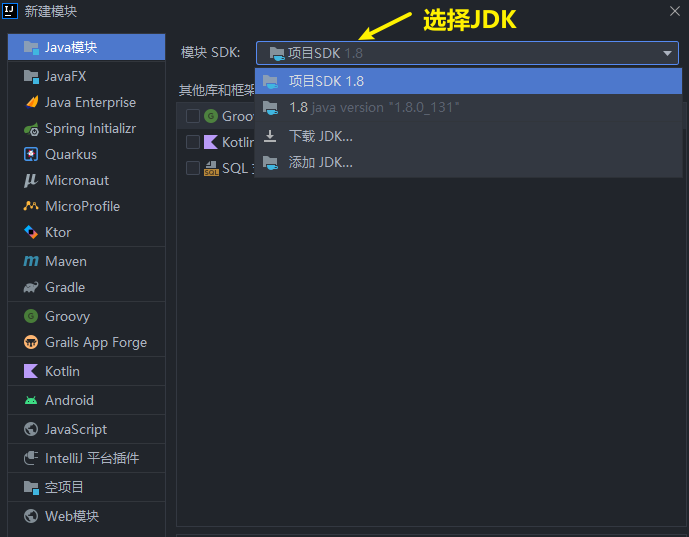 新建模块
选择JDK
Java模块
JavaFX
Java Enterprise
Spring Initializr
Quarkus
Micronaut
MicroProfile
Ktor
Maven
Gradle
Groovy
Grails App Forge
Kotlin
Android
JavaScript
IntelliJ 平台插件
空项目
Web模块
模块 SDK:
项目SDK 1.8
项目SDK 1.8
1.8 java version "1.8.0_131"
下载 JDK...
添加 JDK...
其他库和框架
Groov
Kotlin
SQL